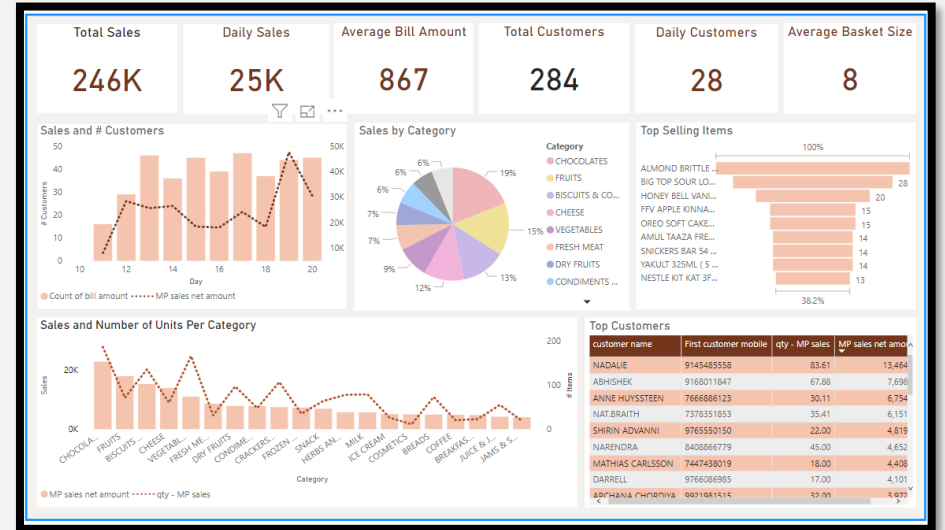 Total Sales
246K
Daily Sales
25K
Average Bill Amount
867
Total Customers
284
Daily Customers
28
Average Basket Size
8
Sales and # Customers
50
40
30
20
10
0
# Customers
50K
40K
30K
20K
10K
10 12 14 16 18 20
Day
Count of bill amount MP sales net amount
Sales by Category
19%
15%
13%
12%
9%
7%
7%
6%
6%
6%
Category
CHOCOLATES
FRUITS
BISCUITS & CO...
CHEESE
VEGETABLES
FRESH MEAT
DRY FRUITS
CONDIMENTS ...
Top Selling Items
100%
ALMOND BRITTLE ...
BIG TOP SOUR LO... 28
HONEY BELL VANI... 20
FFV APPLE KINNA... 15
OREO SOFT CAKE... 15
AMUL TAAZA FRE... 14
SNICKERS BAR 54 ... 14
YAKULT 325ML ( 5 ... 14
NESTLE KIT KAT 3F... 13
38.2%
Sales and Number of Units Per Category
Sales
20K
0K
200
100
0
# Items
CHOCOLA... FRUITS BISCUITS ... CHEESE VEGETABL... FRESH ME... DRY FRUITS CONDIME... CRACKERS... FROZEN ... SNACK HERBS AN... MILK ICE CREAM COSMETICS BREADS COFFEE BREAKFAS... JUICE & J... JAMS & S...
Category
MP sales net amount qty - MP sales
Top Customers
customer name First customer mobile qty - MP sales MP sales net amou
NADALIE 9145485558 83.61 13,464
ABHISHEK 9168011847 67.88 7,698
ANNE HUYSSTEEN 7666886123 30.11 6,754
NAT.BRAITH 7378351853 35.41 6,151
SHIRIN ADVANNI 9765550150 22.00 4,819
NARENDRA 8408866779 45.00 4,652
MATHIAS CARLSSON 7447438019 18.00 4,408
DARRELL 9766086985 17.00 4,101
ARCHANA CHORDIYA 9921981515 32.00 3,972